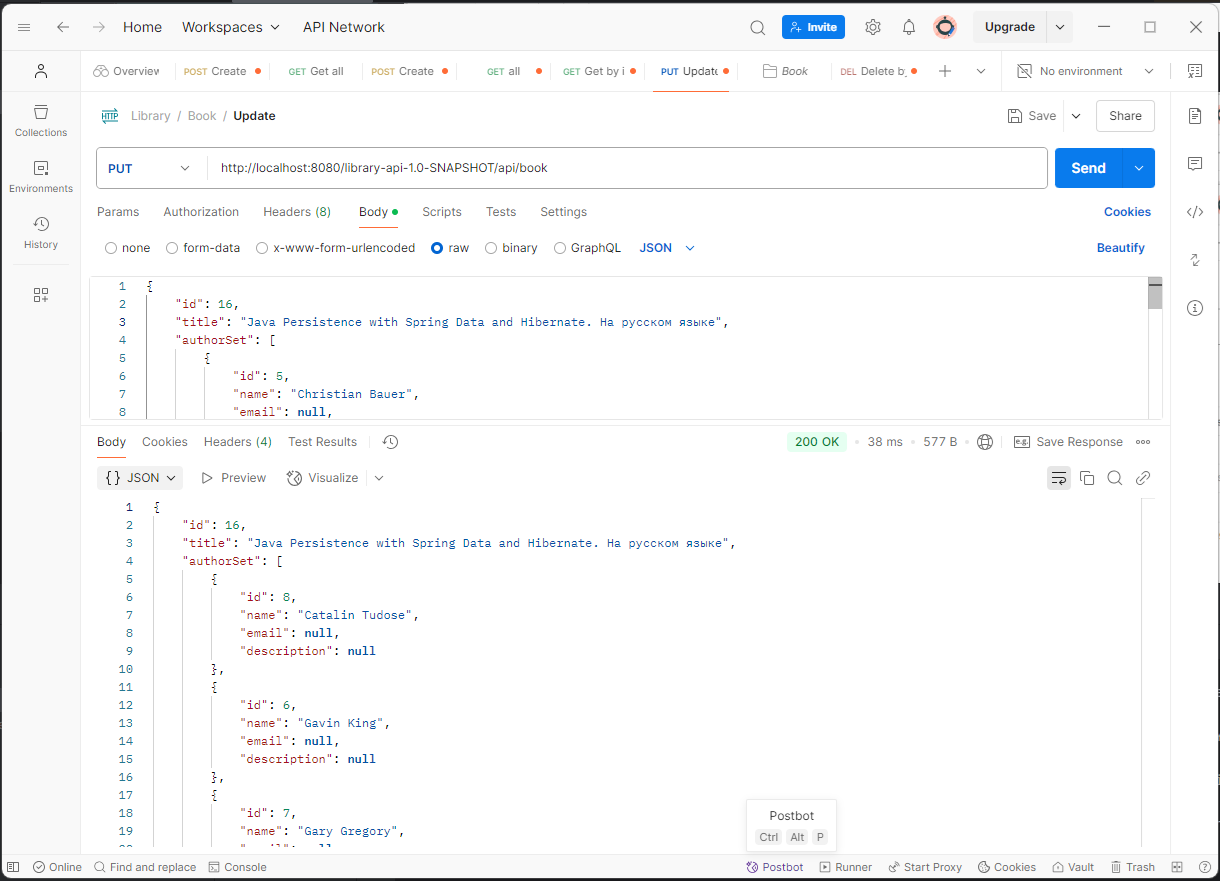 Home Workspaces API Network Invite Upgrade
Overview POST Create GET Get all POST Create GET all GET Get by i PUT Update Book DEL Delete by No environment
Library / Book / Update Save Share
Collections
Environments
History
PUT http://localhost:8080/library-api-1.0-SNAPSHOT/api/book Send
Params Authorization Headers (8) Body Scripts Tests Settings Cookies
none form-data x-www-form-urlencoded raw binary GraphQL JSON Beautify
1 {
2 "id": 16,
3 "title": "Java Persistence with Spring Data and Hibernate. На русском языке",
4 "authorSet": [
5 {
6 "id": 5,
7 "name": "Christian Bauer",
8 "email": null,
Body Cookies Headers (4) Test Results 200 OK • 38 ms • 577 B • e.g. Save Response
{} JSON Preview Visualize
1 {
2 "id": 16,
3 "title": "Java Persistence with Spring Data and Hibernate. На русском языке",
4 "authorSet": [
5 {
6 "id": 8,
7 "name": "Catalin Tudose",
8 "email": null,
9 "description": null
10 },
11 {
12 "id": 6,
13 "name": "Gavin King",
14 "email": null,
15 "description": null
16 },
17 {
18 "id": 7,
19 "name": "Gary Gregory",
Postbot
Ctrl Alt P
Online Find and replace Console Postbot Runner Start Proxy Cookies Vault Trash